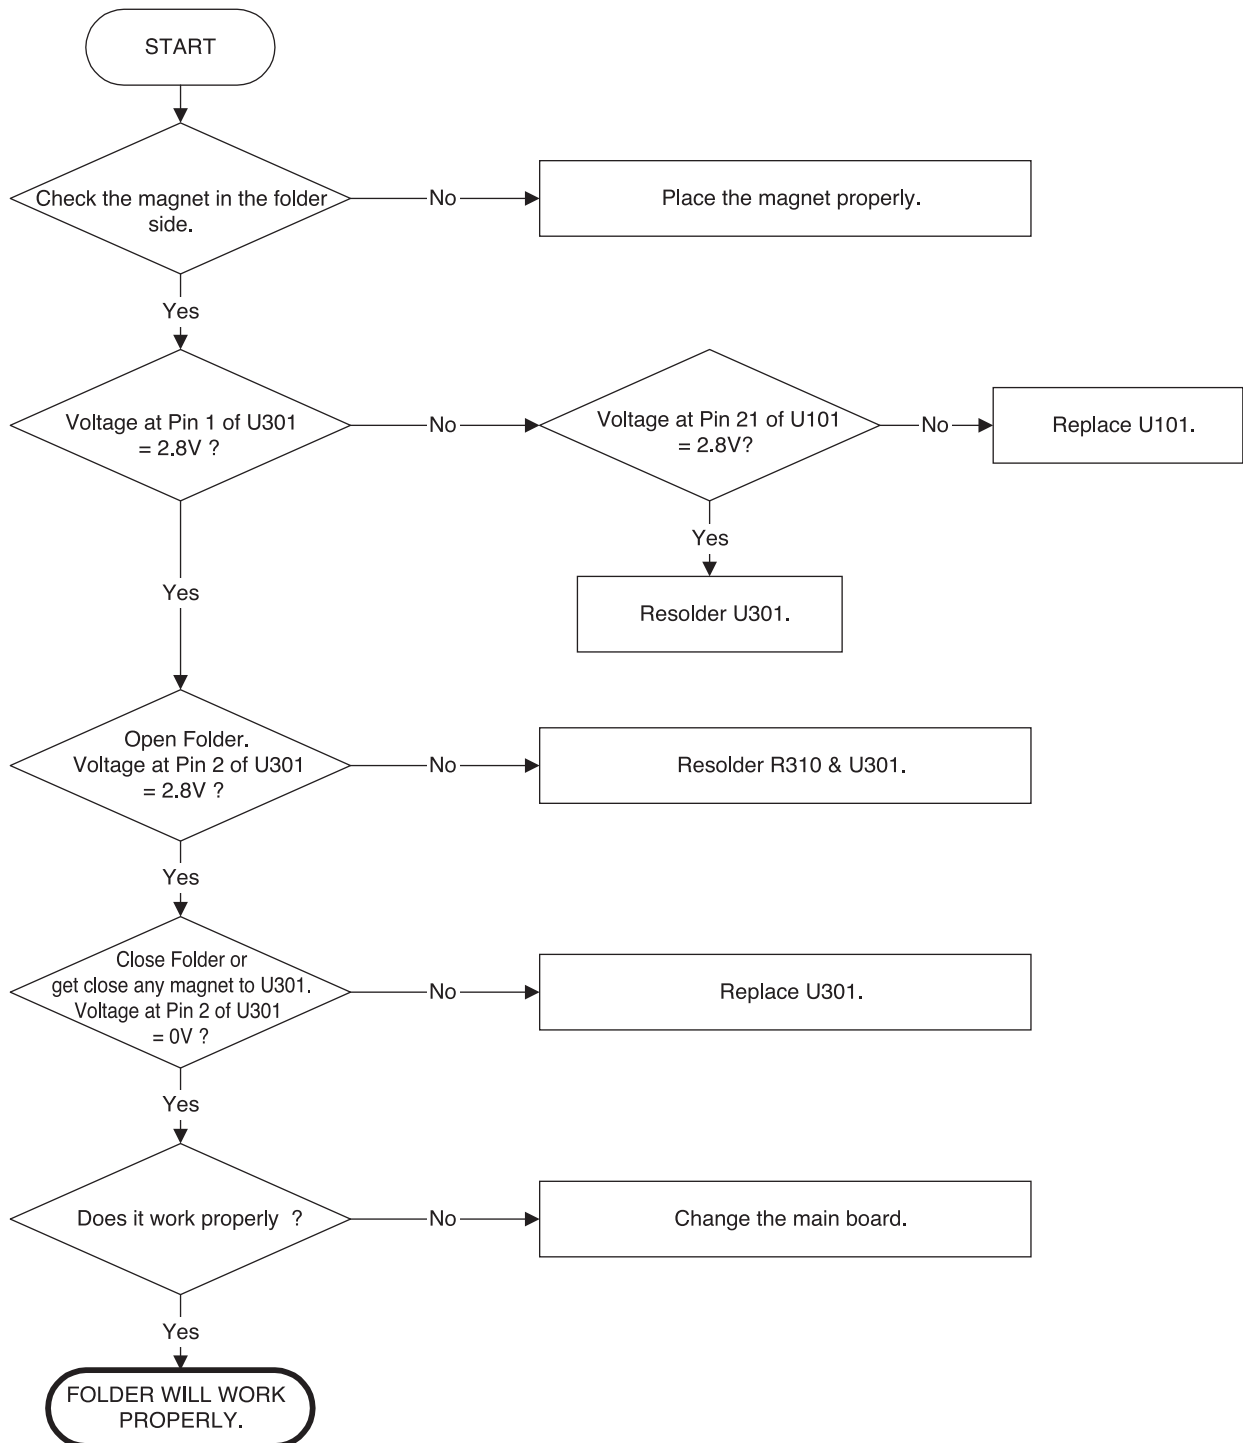 START
Check the magnet in the folder
side.
No
Place the magnet properly.
Yes
Voltage at Pin 1 of U301
= 2.8V ?
No
Voltage at Pin 21 of U101
= 2.8V?
No
Replace U101.
Yes
Resolder U301.
Yes
Open Folder.
Voltage at Pin 2 of U301
= 2.8V ?
No
Resolder R310 & U301.
Yes
Close Folder or
get close any magnet to U301.
Voltage at Pin 2 of U301
= 0V ?
No
Replace U301.
Yes
Does it work properly ?
No
Change the main board.
Yes
FOLDER WILL WORK
PROPERLY.